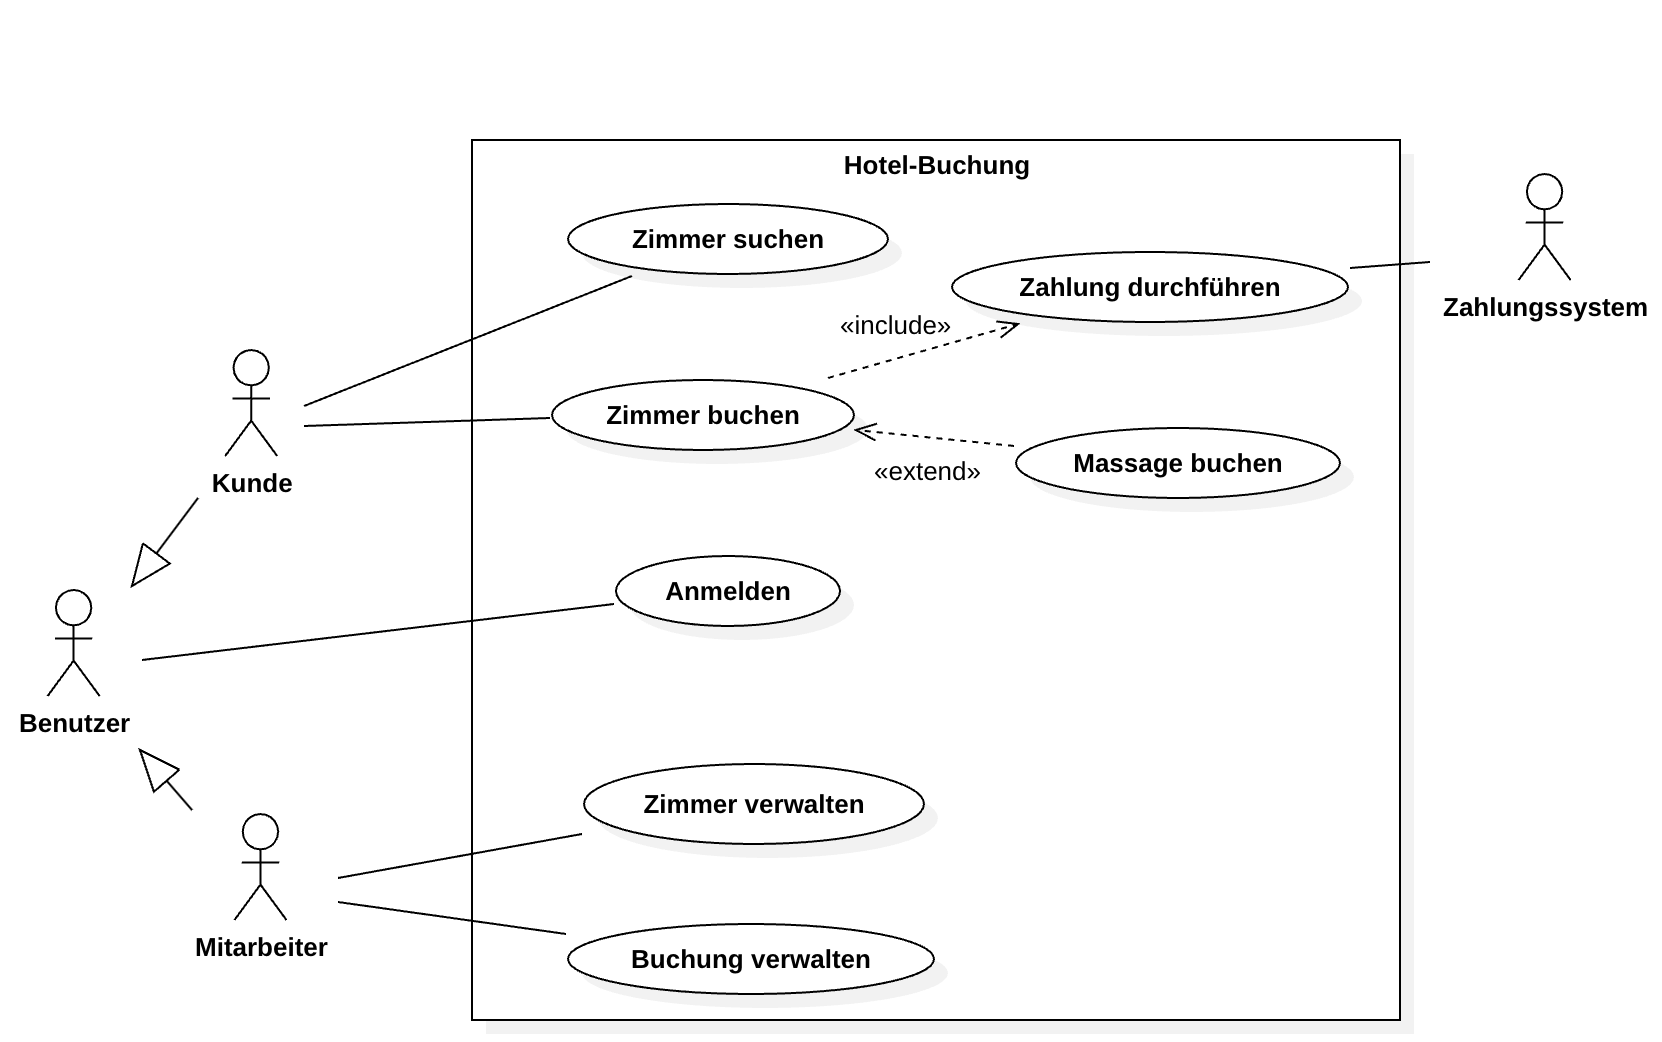 Hotel-Buchung
Zimmer suchen
Zahlung durchführen
Zahlungssystem
«include»
Zimmer buchen
Massage buchen
«extend»
Kunde
Anmelden
Benutzer
Zimmer verwalten
Mitarbeiter
Buchung verwalten